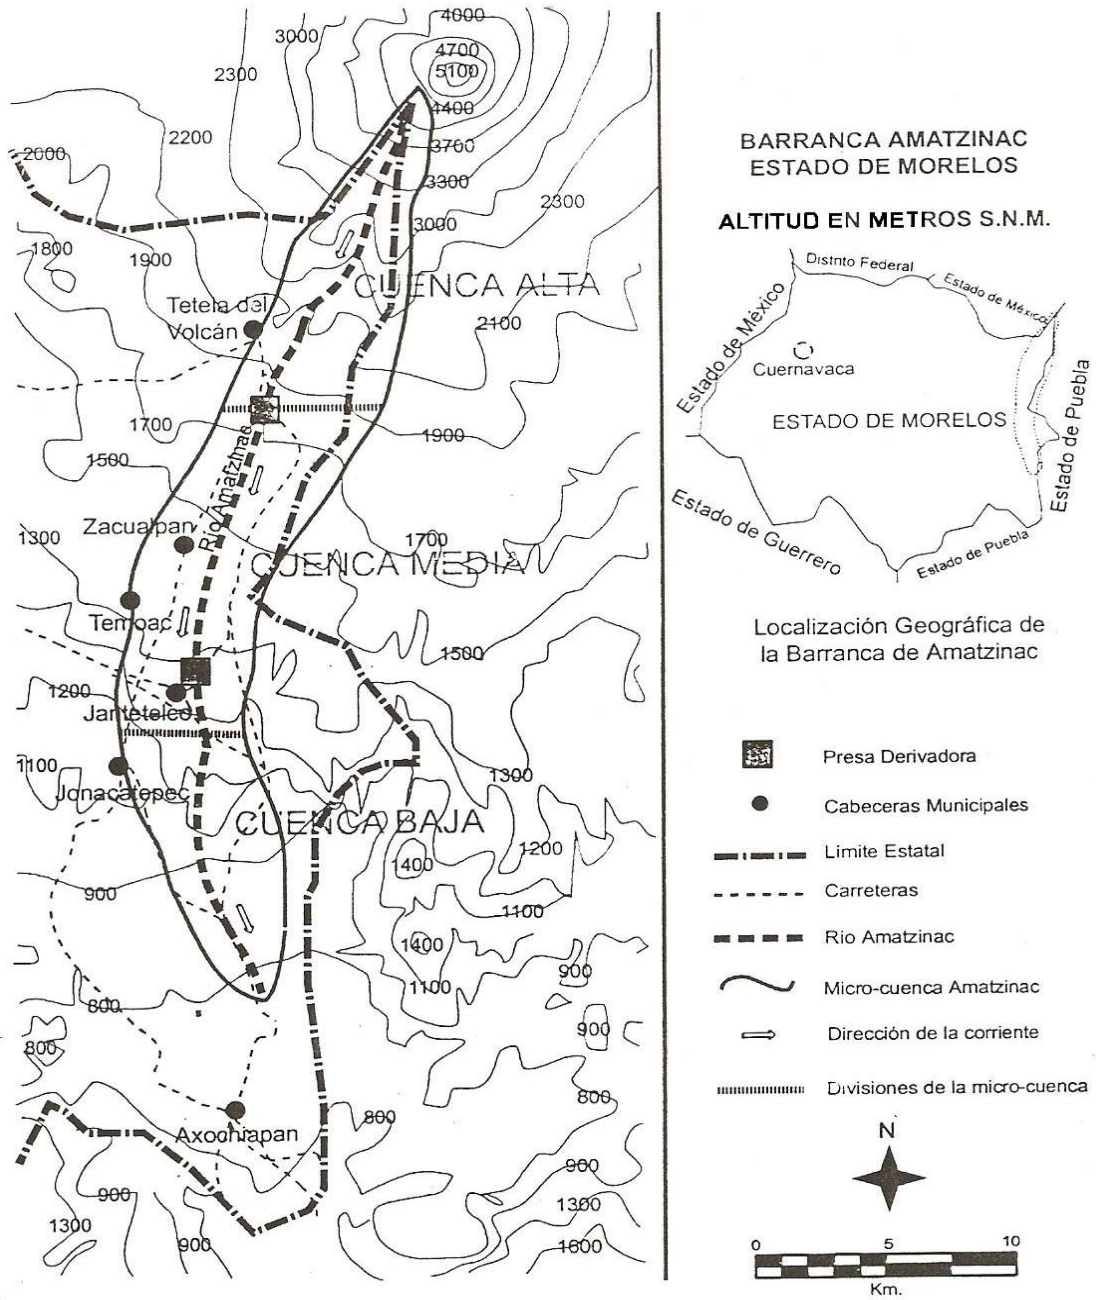 4000
3000
4700
2300
5100
4400
2200
3700
2000
3300
2300
3000
1800
1900
CUENCA ALTA
Tetela del
Volcán
2100
1700
1900
1500
Río Amatzinac
Zacualpan
1300
1700
CUENCA MEDIA
Temoac
1500
1200
Jantetelco
1100
1300
Jonacatepec
CUENCA BAJA
1200
1400
900
1100
1400
900
1100
800
900
800
800
800
Axochiapan
900
900
1300
1300
900
1600
BARRANCA AMATZINAC
ESTADO DE MORELOS
ALTITUD EN METROS S.N.M.
Distrito Federal
Estado de México
Estado de México
Cuernavaca
ESTADO DE MORELOS
Estado de Puebla
Estado de Guerrero
Estado de Puebla
Localización Geográfica de
la Barranca de Amatzinac
Presa Derivadora
Cabeceras Municipales
Limite Estatal
Carreteras
Río Amatzinac
Micro-cuenca Amatzinac
Dirección de la corriente
Divisiones de la micro-cuenca
N
0 5 10
Km.